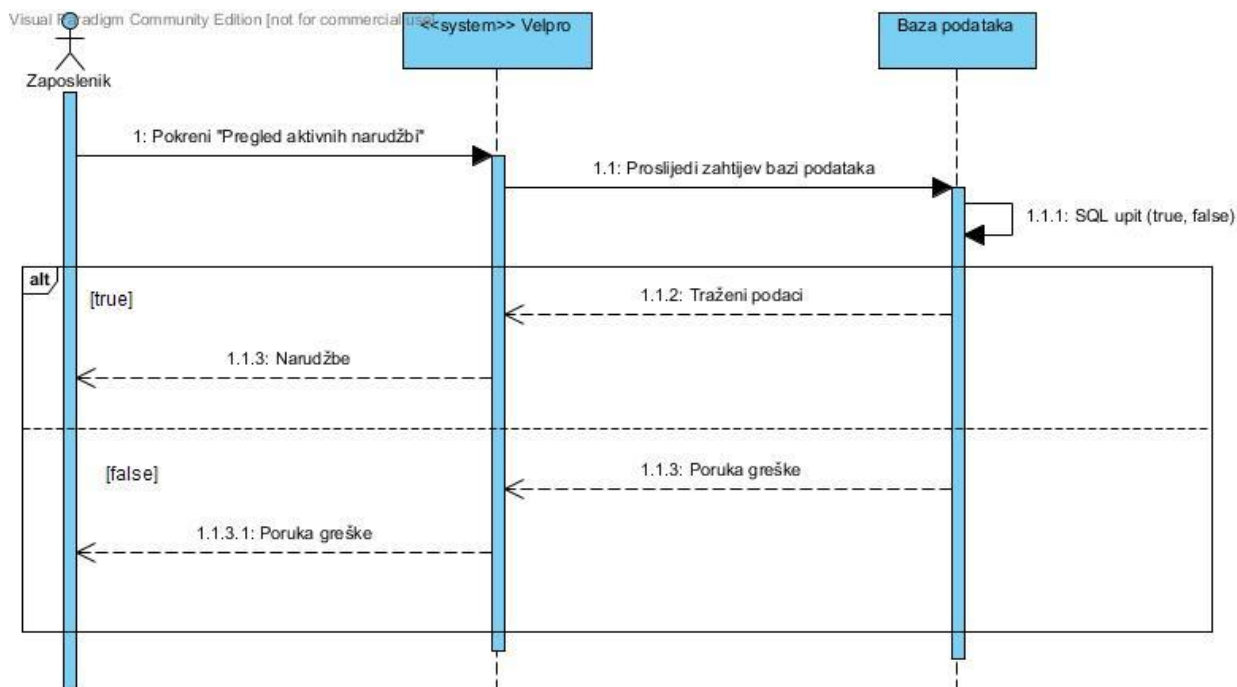 Visual Paradigm Community Edition [not for commercial use]
<<system>> Velpro
Baza podataka
Zaposlenik
1: Pokreni "Pregled aktivnih narudžbi"
1.1: Proslijedi zahtijev bazi podataka
1.1.1: SQL upit (true, false)
alt
[true]
1.1.2: Traženi podaci
1.1.3: Narudžbe
[false]
1.1.3: Poruka greške
1.1.3.1: Poruka greške